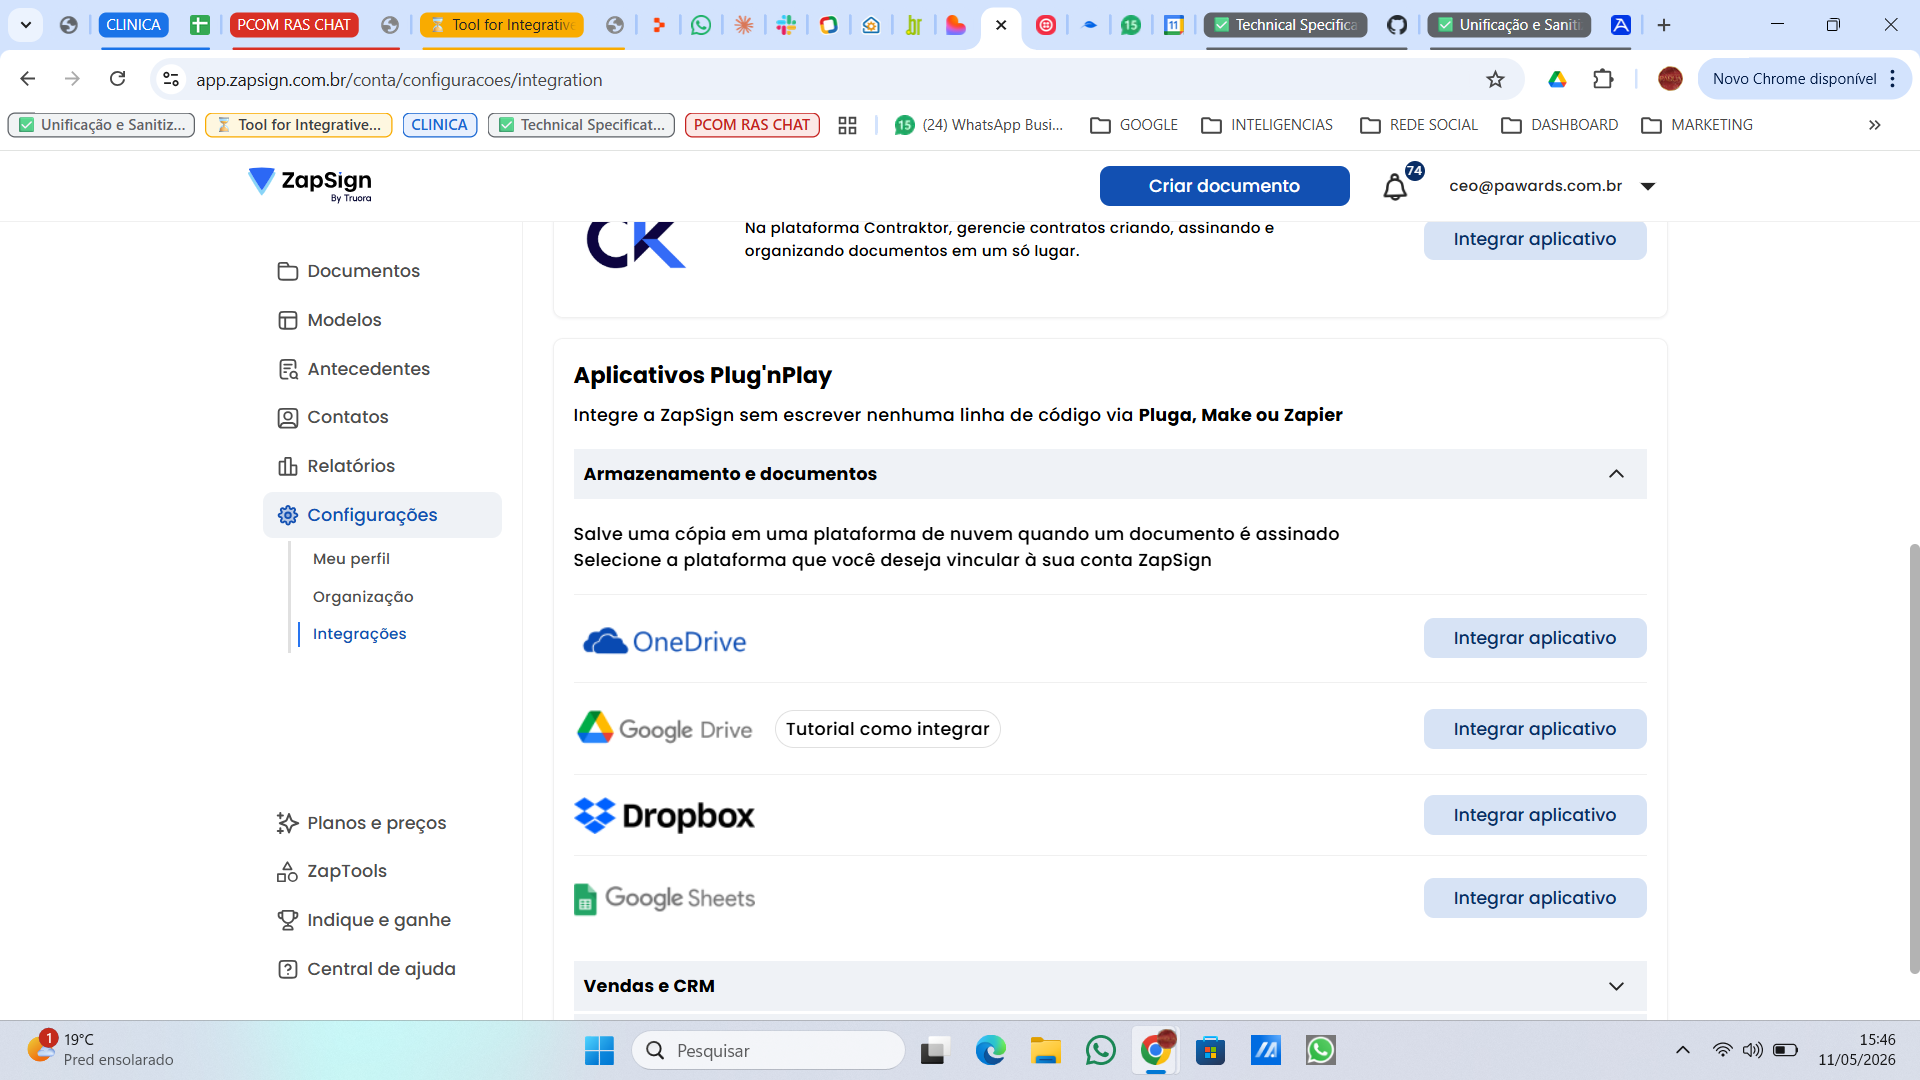 CLINICA
PCOM RAS CHAT
Tool for Integrative
15
11
Technical Specifica
Unificação e Saniti
app.zapsign.com.br/conta/configuracoes/integration
Novo Chrome disponível
Unificação e Sanitiz...
Tool for Integrative...
CLINICA
Technical Specificat...
PCOM RAS CHAT
15 (24) WhatsApp Busi...
GOOGLE
INTELIGENCIAS
REDE SOCIAL
DASHBOARD
MARKETING
ZapSign
By Truora
Criar documento
74
ceo@pawards.com.br
Documentos
Modelos
Antecedentes
Contatos
Relatórios
Configurações
Meu perfil
Organização
Integrações
Planos e preços
ZapTools
Indique e ganhe
Central de ajuda
CK
Na plataforma Contraktor, gerencie contratos criando, assinando e
organizando documentos em um só lugar.
Integrar aplicativo
Aplicativos Plug'nPlay
Integre a ZapSign sem escrever nenhuma linha de código via Pluga, Make ou Zapier
Armazenamento e documentos
Salve uma cópia em uma plataforma de nuvem quando um documento é assinado
Selecione a plataforma que você deseja vincular à sua conta ZapSign
OneDrive
Integrar aplicativo
Google Drive
Tutorial como integrar
Integrar aplicativo
Dropbox
Integrar aplicativo
Google Sheets
Integrar aplicativo
Vendas e CRM
1
19°C
Pred ensolarado
Pesquisar
15:46
11/05/2026